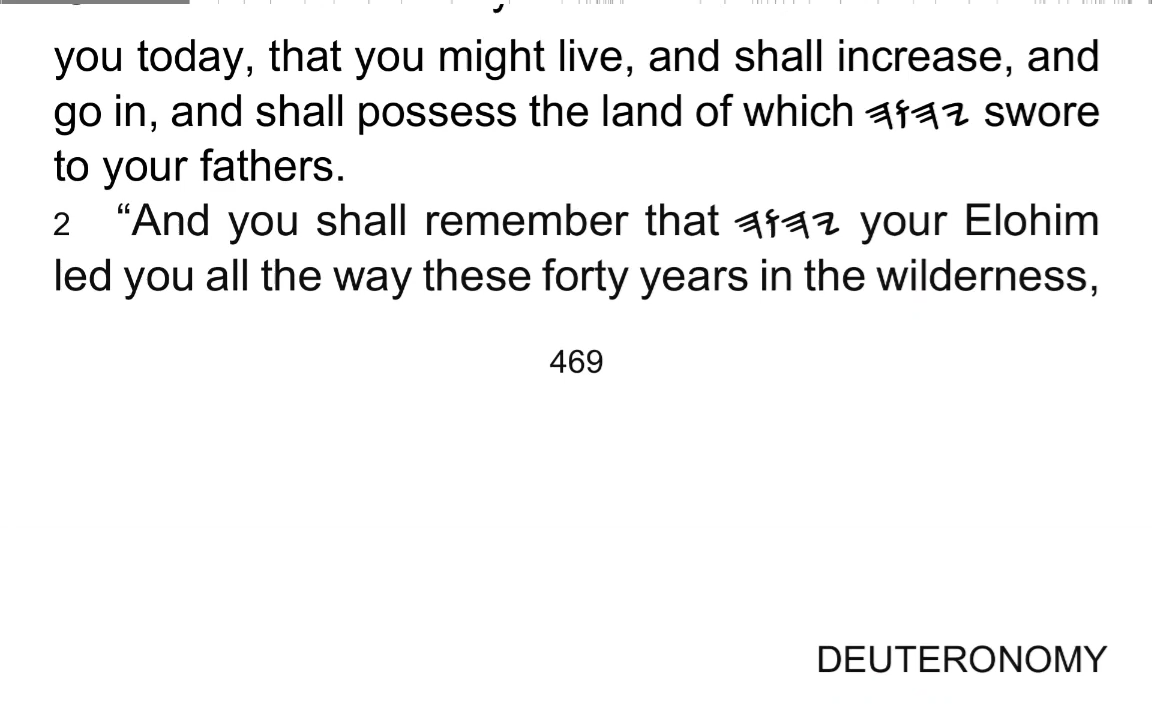 you today, that you might live, and shall increase, and
go in, and shall possess the land of which 𐤉𐤄𐤅𐤄 swore
to your fathers.
2 “And you shall remember that 𐤉𐤄𐤅𐤄 your Elohim
led you all the way these forty years in the wilderness,
469
DEUTERONOMY